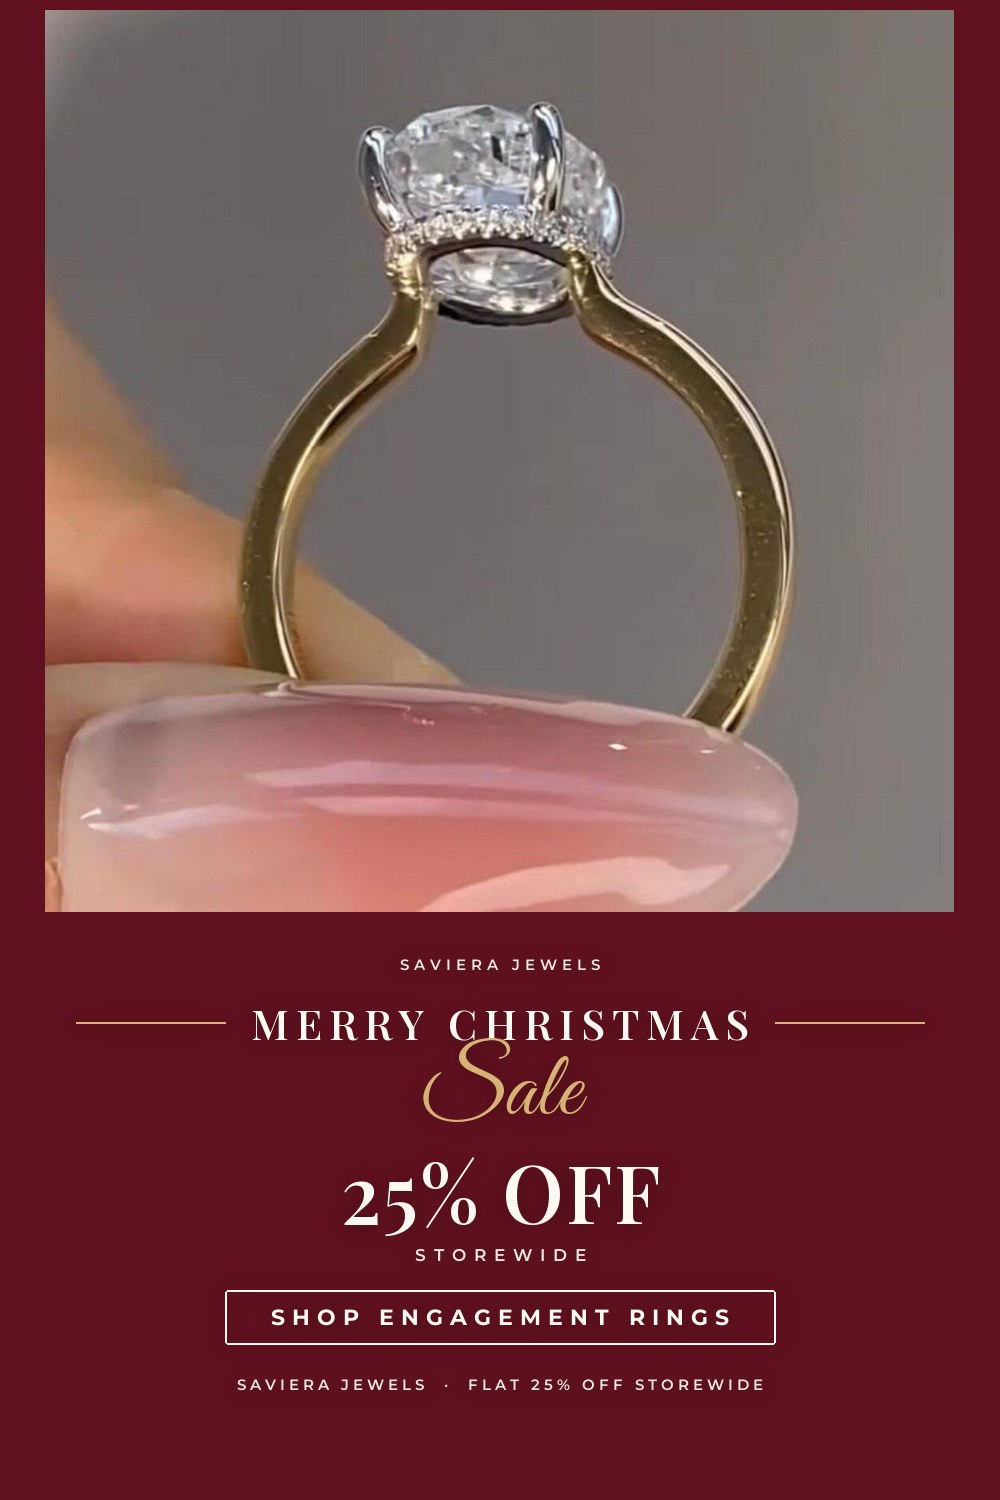 SAVIERA JEWELS
MERRY CHRISTMAS
Sale
25% OFF
STOREWIDE
SHOP ENGAGEMENT RINGS
SAVIERA JEWELS · FLAT 25% OFF STOREWIDE